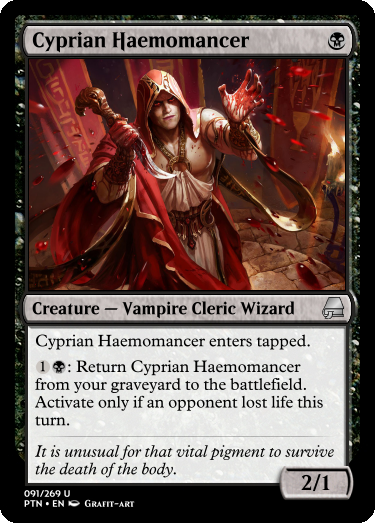 Cyprian Haemomancer
Creature — Vampire Cleric Wizard
Cyprian Haemomancer enters tapped.
1 : Return Cyprian Haemomancer
from your graveyard to the battlefield.
Activate only if an opponent lost life this
turn.
It is unusual for that vital pigment to survive
the death of the body.
2/1
091/269 U
PTN • EN Grafit-art